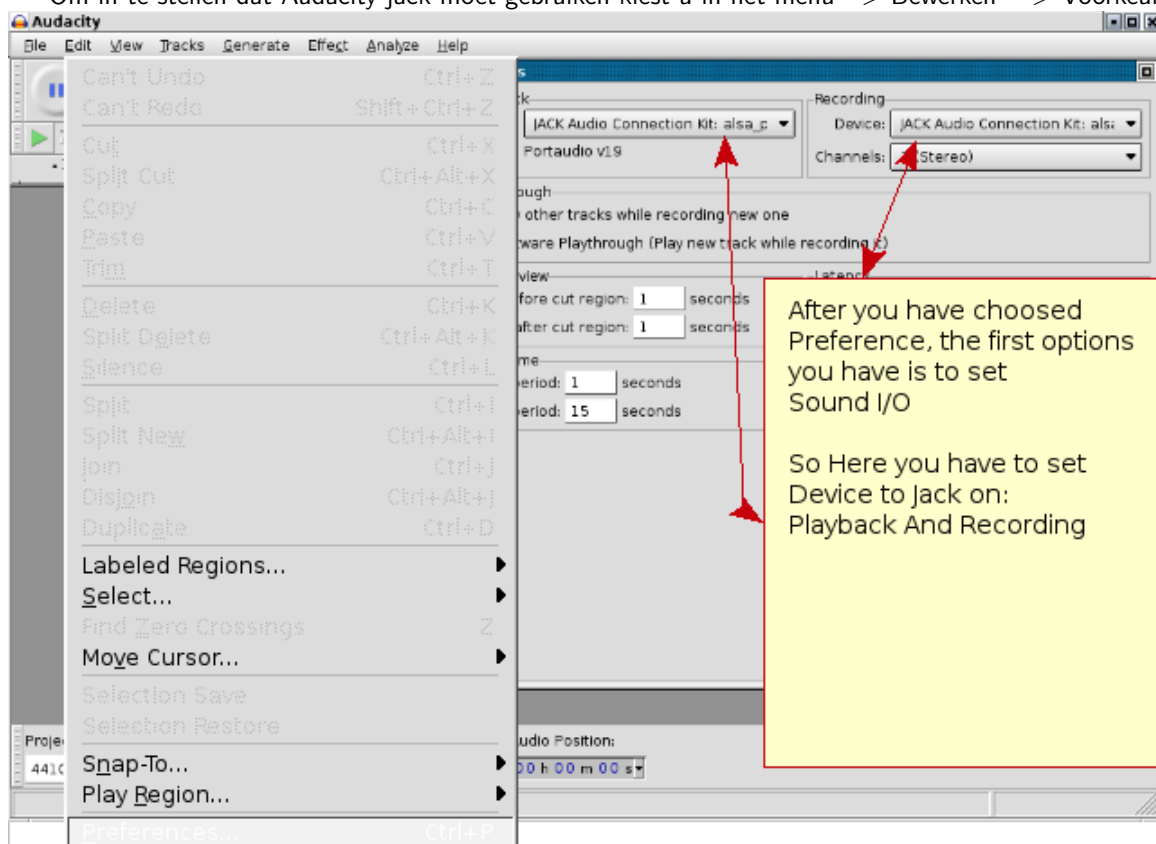 Om in te stellen dat Audacity jack moet gebruiken kiest u in het menu −> Bewerken −> Voorkeur
Audacity
File Edit View Tracks Generate Effect Analyze Help
Can't Undo Ctrl+Z
Can't Redo Shift+Ctrl+Z
Cut Ctrl+X
Split Cut Ctrl+Alt+X
Copy Ctrl+C
Paste Ctrl+V
Trim Ctrl+T
Delete Ctrl+K
Split Delete Ctrl+Alt+K
Silence Ctrl+L
Split Ctrl+I
Split New Ctrl+Alt+I
Join Ctrl+J
Disjoin Ctrl+Alt+J
Duplicate Ctrl+D
Labeled Regions...
Select...
Find Zero Crossings Z
Move Cursor...
Selection Save
Selection Restore
Snap-To...
Play Region...
Preferences... Ctrl+P
s
k
JACK Audio Connection Kit: alsa_p
Portaudio v19
Recording
Device: JACK Audio Connection Kit: als
Channels: (Stereo)
ough
other tracks while recording new one
tware Playthrough (Play new track while recording it)
view
fore cut region: 1 seconds
after cut region: 1 seconds
Latency
me
period: 1 seconds
period: 15 seconds
After you have choosed
Preference, the first options
you have is to set
Sound I/O
So Here you have to set
Device to Jack on:
Playback And Recording
Proje
441
udio Position:
00 h 00 m 00 s